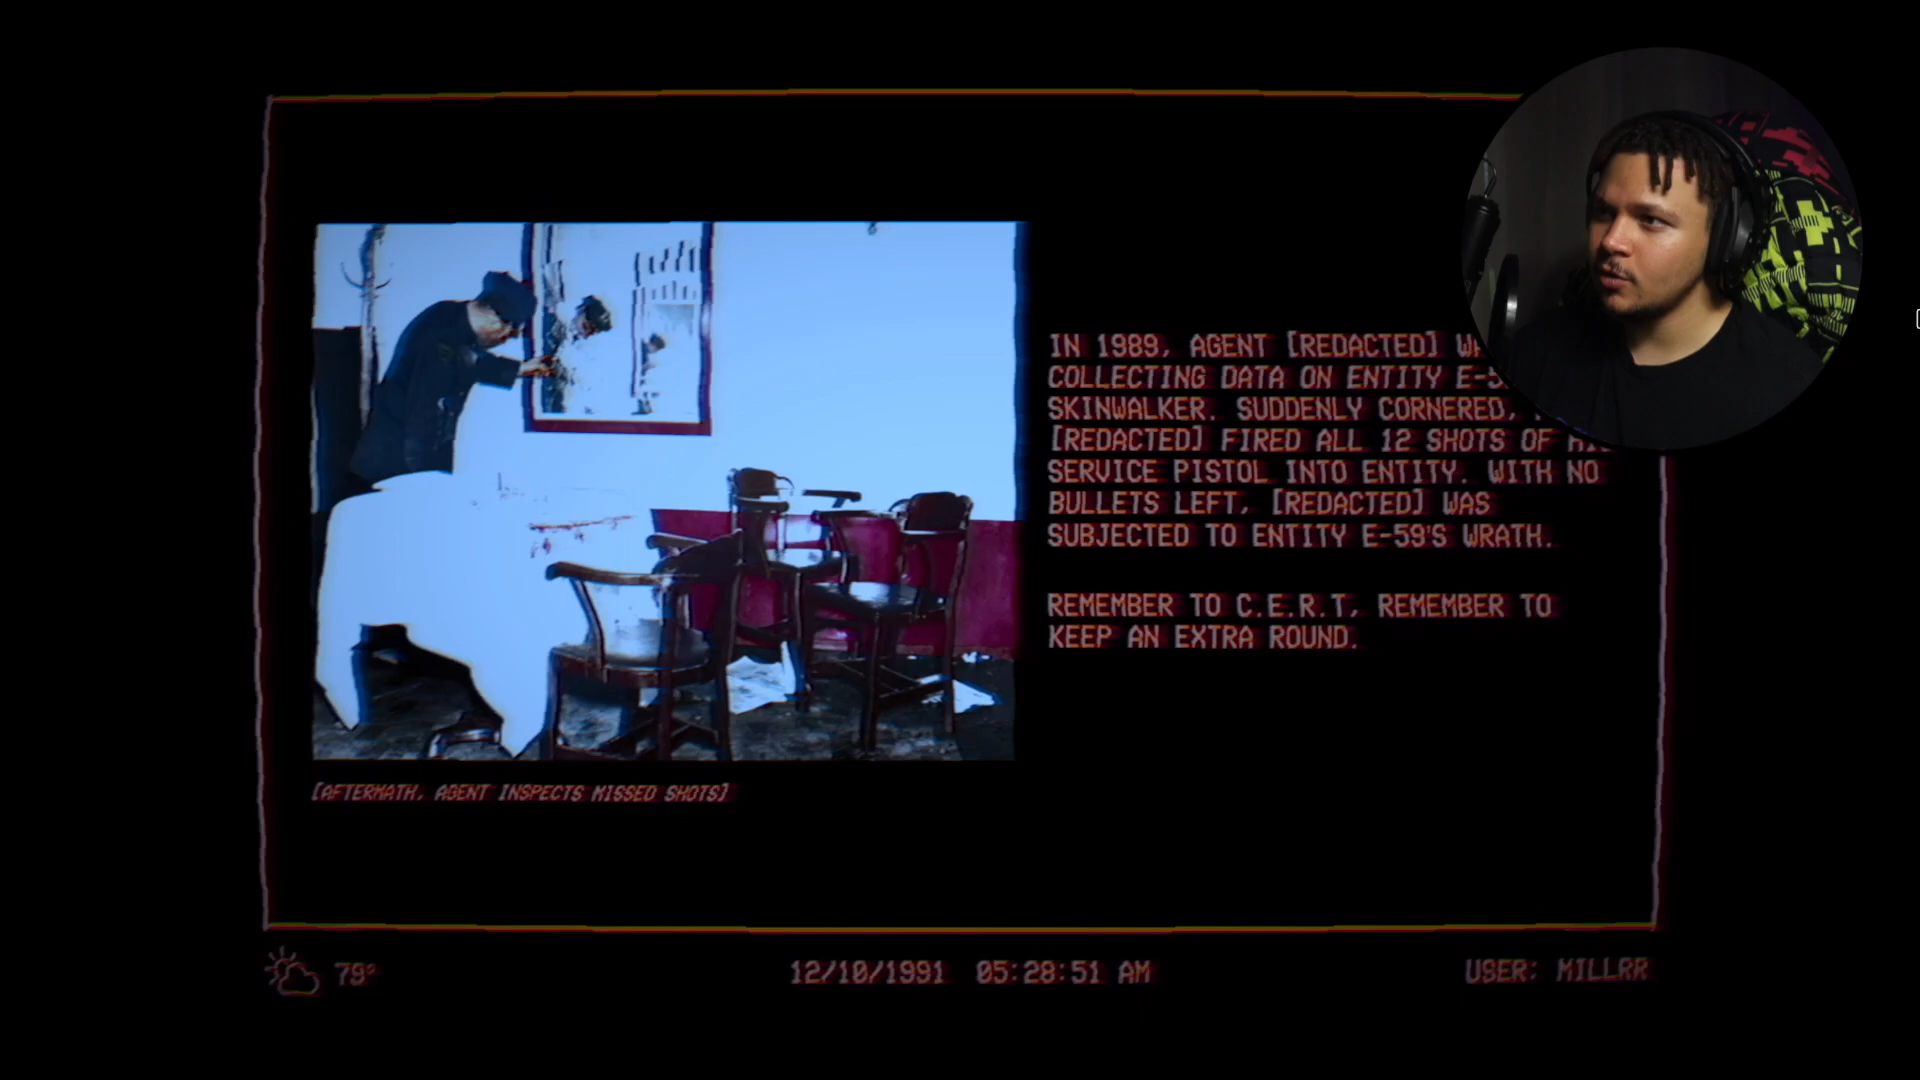 IN 1989, AGENT [REDACTED]
COLLECTING DATA ON ENTITY
SKINWALKER. SUDDENLY CORNERED,
[REDACTED] FIRED ALL 12 SHOTS OF
SERVICE PISTOL INTO ENTITY. WITH NO
BULLETS LEFT, [REDACTED] WAS
SUBJECTED TO ENTITY E-59'S WRATH.
REMEMBER TO C.E.R.T, REMEMBER TO
KEEP AN EXTRA ROUND.
[AFTERMATH, AGENT INSPECTS MISSED SHOTS]
79°
12/10/1991 05:28:51 AM
USER: MILLRR